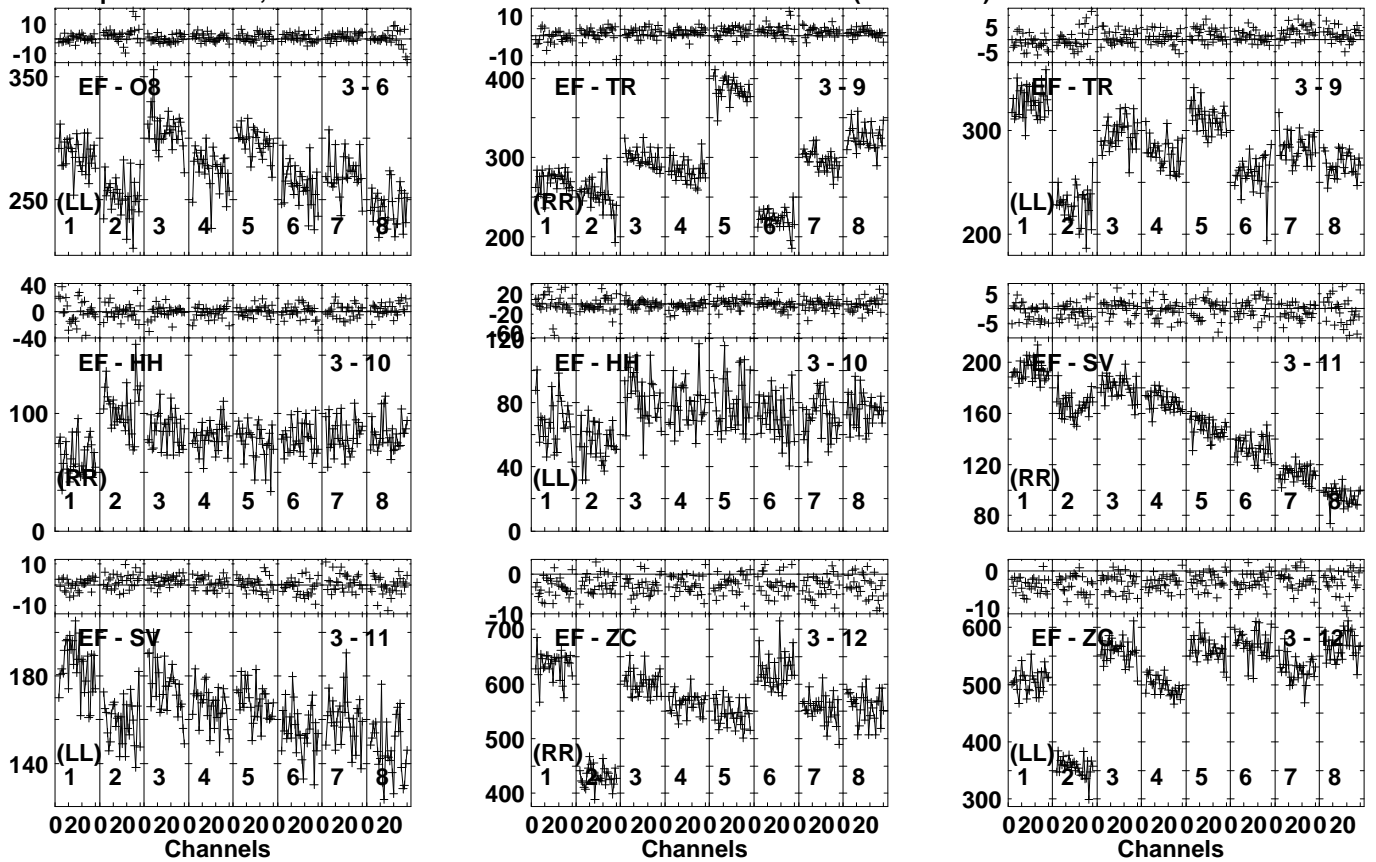 10
-10
350
250
EF - O8 3 - 6
(LL)
1 2 3 4 5 6 7 8
10
-10
400
300
200
EF - TR 3 - 9
(RR)
1 2 3 4 5 6 7 8
5
-5
300
200
EF - TR 3 - 9
(LL)
1 2 3 4 5 6 7 8
40
0
-40
100
0
EF - HH 3 - 10
(RR)
1 2 3 4 5 6 7 8
20
-20
-60
120
80
40
0
EF - HH 3 - 10
(LL)
1 2 3 4 5 6 7 8
5
-5
200
160
120
80
EF - SV 3 - 11
(RR)
1 2 3 4 5 6 7 8
10
-10
180
140
EF - SV 3 - 11
(LL)
1 2 3 4 5 6 7 8
0 20 0 20 0 20 0 20 0 20 0 20 0 20 0 20
Channels
0
-10
700
600
500
400
EF - ZC 3 - 12
(RR)
1 2 3 4 5 6 7 8
0 20 0 20 0 20 0 20 0 20 0 20 0 20 0 20
Channels
0
-10
600
500
400
300
EF - ZC 3 - 12
(LL)
1 2 3 4 5 6 7 8
0 20 0 20 0 20 0 20 0 20 0 20 0 20 0 20
Channels